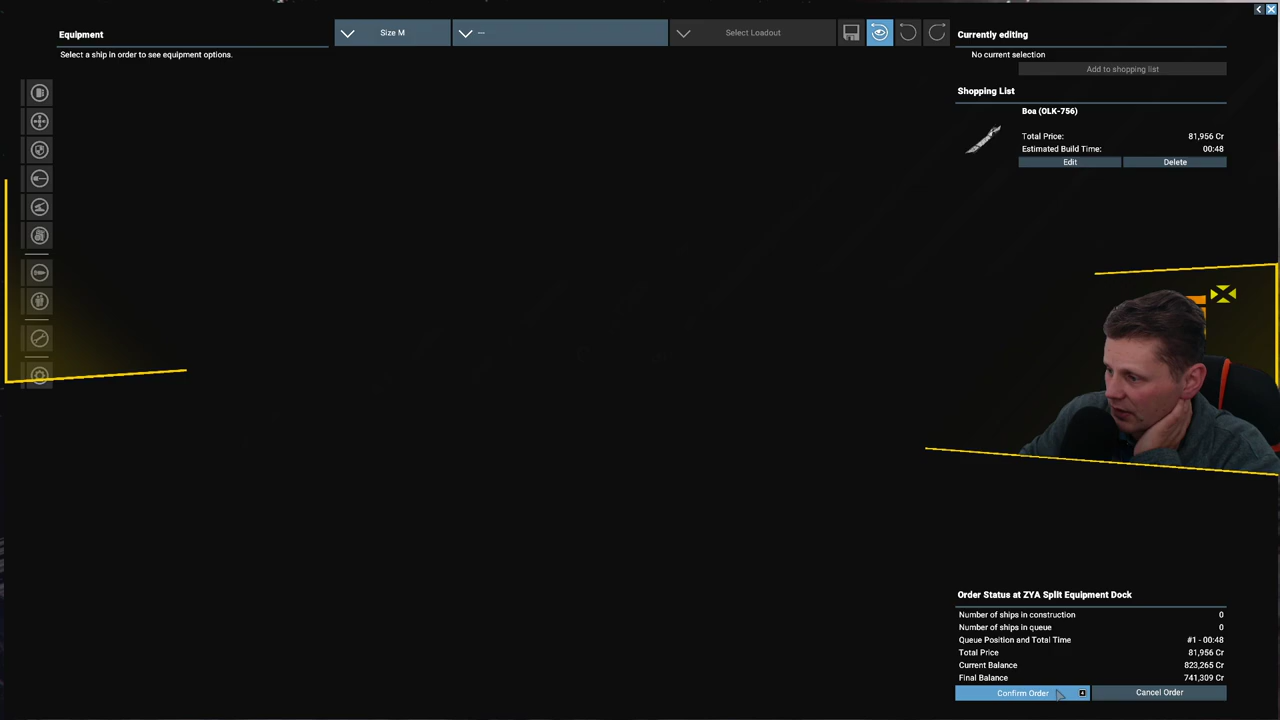 Equipment
Select a ship in order to see equipment options.
Size M
---
Select Loadout
Currently editing
No current selection
Add to shopping list
Shopping List
Boa (OLK-756)
Total Price: 81,956 Cr
Estimated Build Time: 00:48
Edit Delete
Order Status at ZYA Split Equipment Dock
Number of ships in construction 0
Number of ships in queue 0
Queue Position and Total Time #1 - 00:48
Total Price 81,956 Cr
Current Balance 823,265 Cr
Final Balance 741,309 Cr
Confirm Order Cancel Order